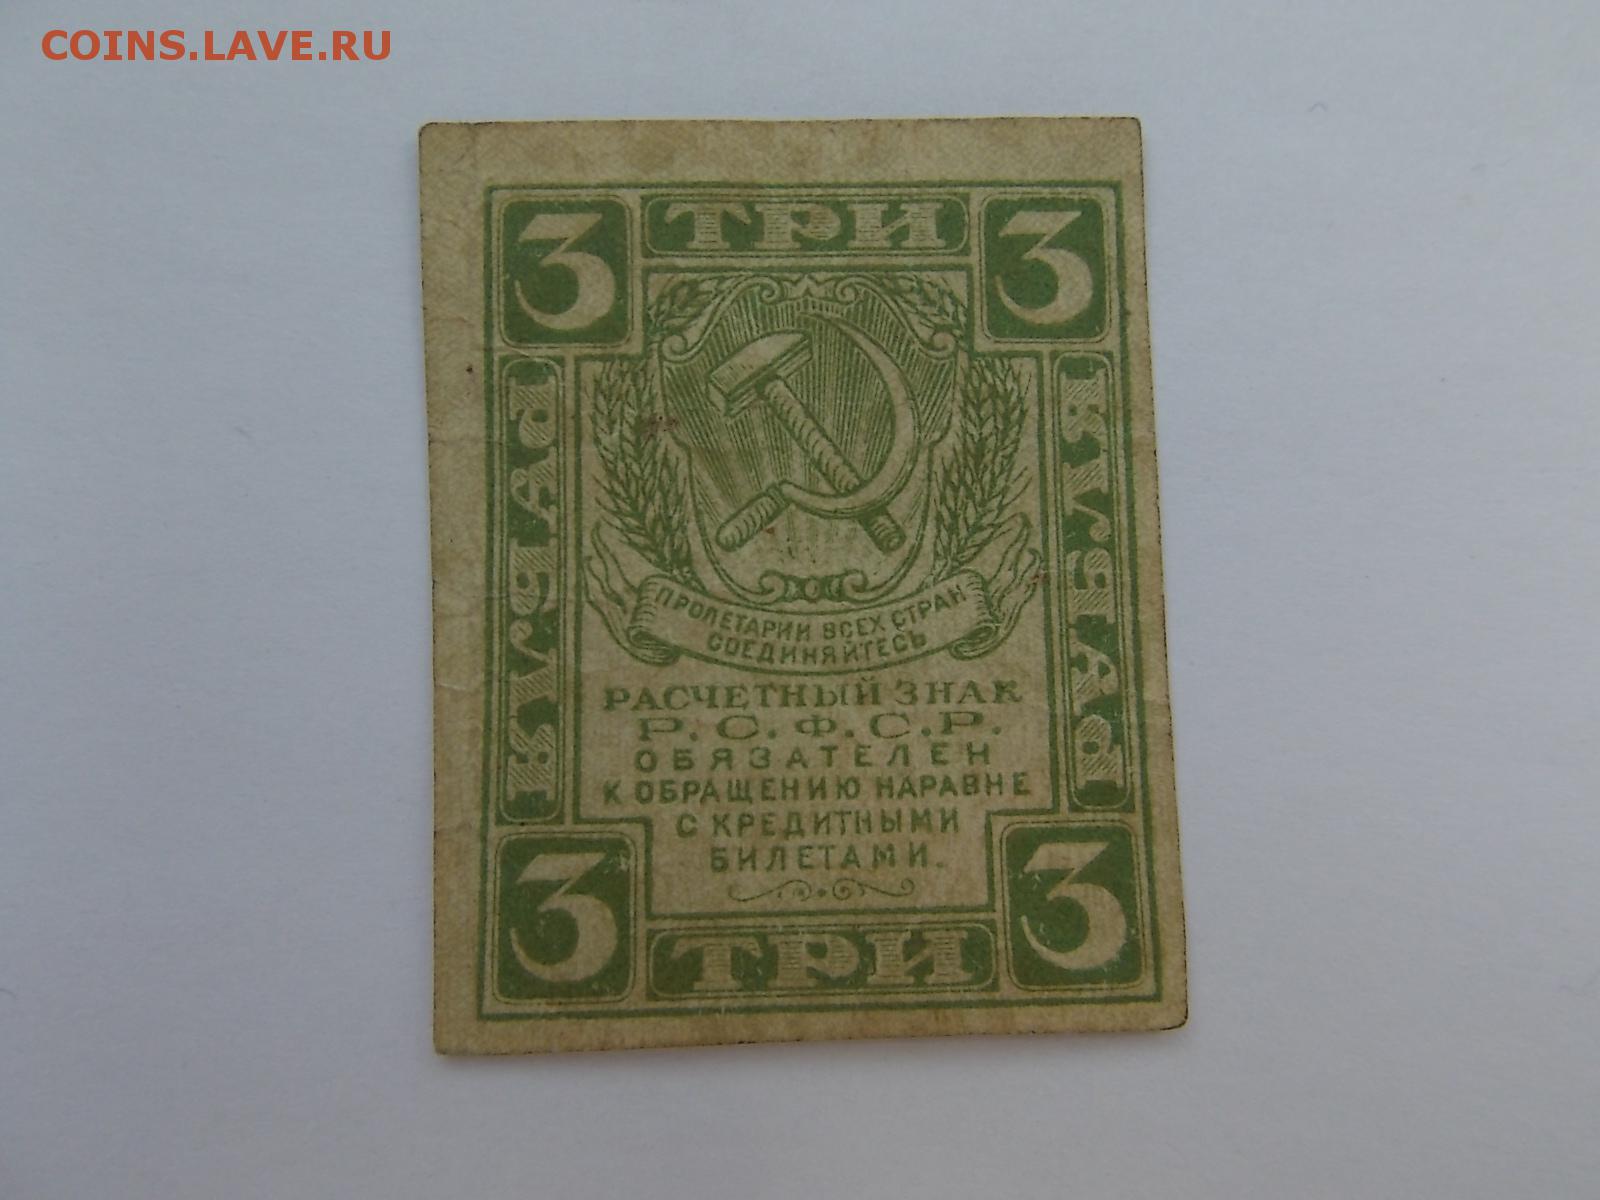 COINS.LAVE.RU
3 ТРИ 3
РУБЛЯ
РУБЛЯ
ПРОЛЕТАРИИ ВСЕХ СТРАН
СОЕДИНЯЙТЕСЬ
РАСЧЕТНЫЙ ЗНАК
Р.С.Ф.С.Р.
ОБЯЗАТЕЛЕН
К ОБРАЩЕНИЮ НАРАВНЕ
С КРЕДИТНЫМИ
БИЛЕТАМИ.
3 ТРИ 3